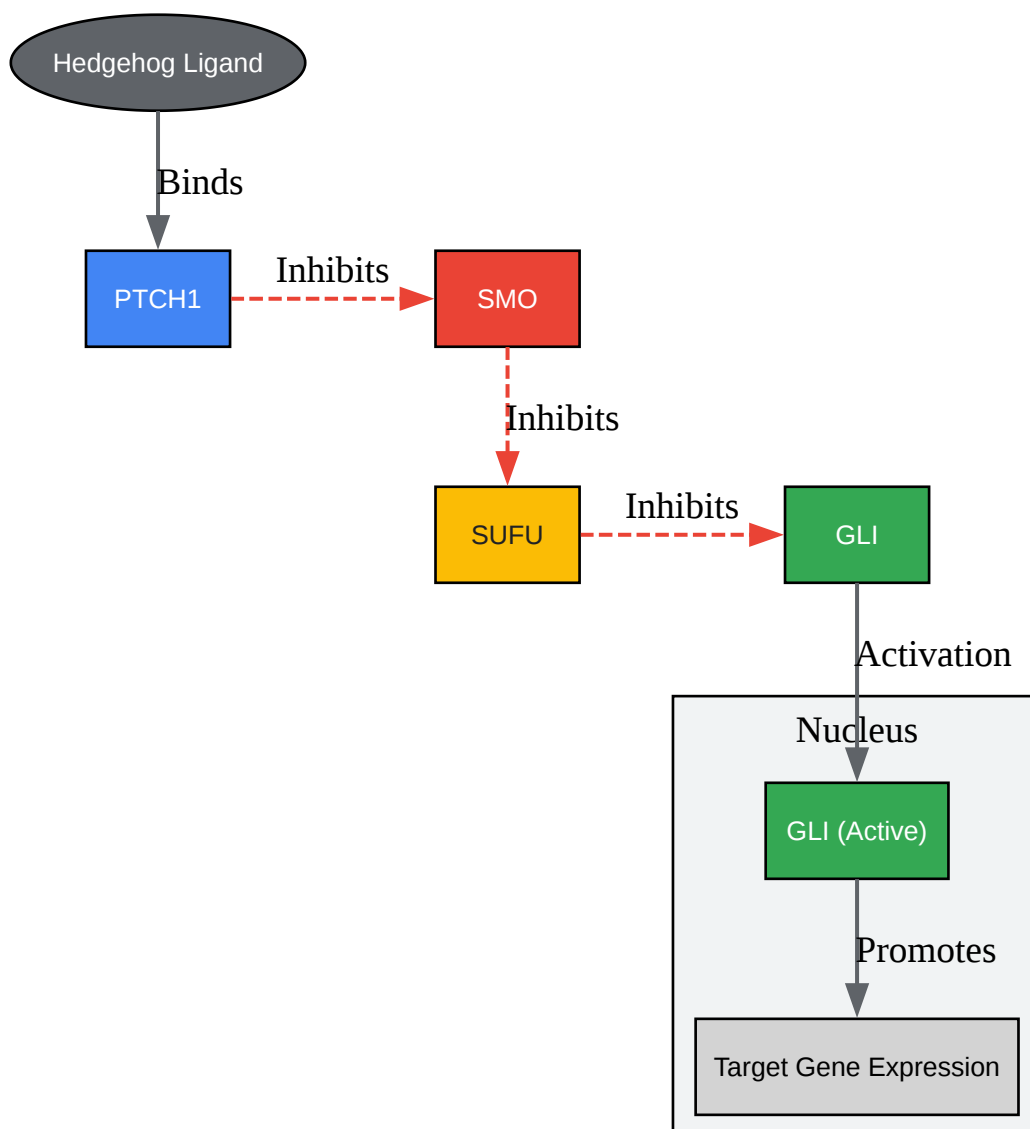 Hedgehog Ligand
Binds
PTCH1
Inhibits
SMO
Inhibits
SUFU
Inhibits
GLI
Activation
Nucleus
GLI (Active)
Promotes
Target Gene Expression